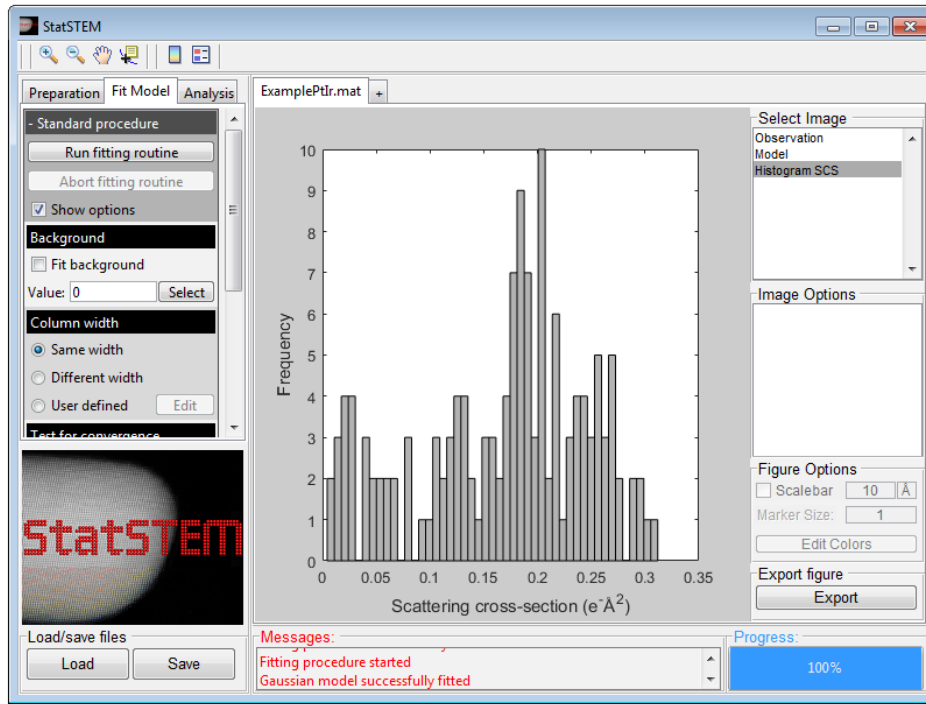 StatSTEM
Preparation Fit Model Analysis
- Standard procedure
Run fitting routine
Abort fitting routine
Show options
Background
Fit background
Value: 0 Select
Column width
Same width
Different width
User defined Edit
Test for convergence
StatSTEM
Load/save files
Load Save
ExamplePtIr.mat +
10
9
8
7
6
5
4
3
2
1
0
Frequency
0 0.05 0.1 0.15 0.2 0.25 0.3 0.35
Scattering cross-section (e⁻Å²)
Select Image
Observation
Model
Histogram SCS
Image Options
Figure Options
Scalebar 10 Å
Marker Size: 1
Edit Colors
Export figure
Export
Messages:
Fitting procedure started
Gaussian model successfully fitted
Progress:
100%